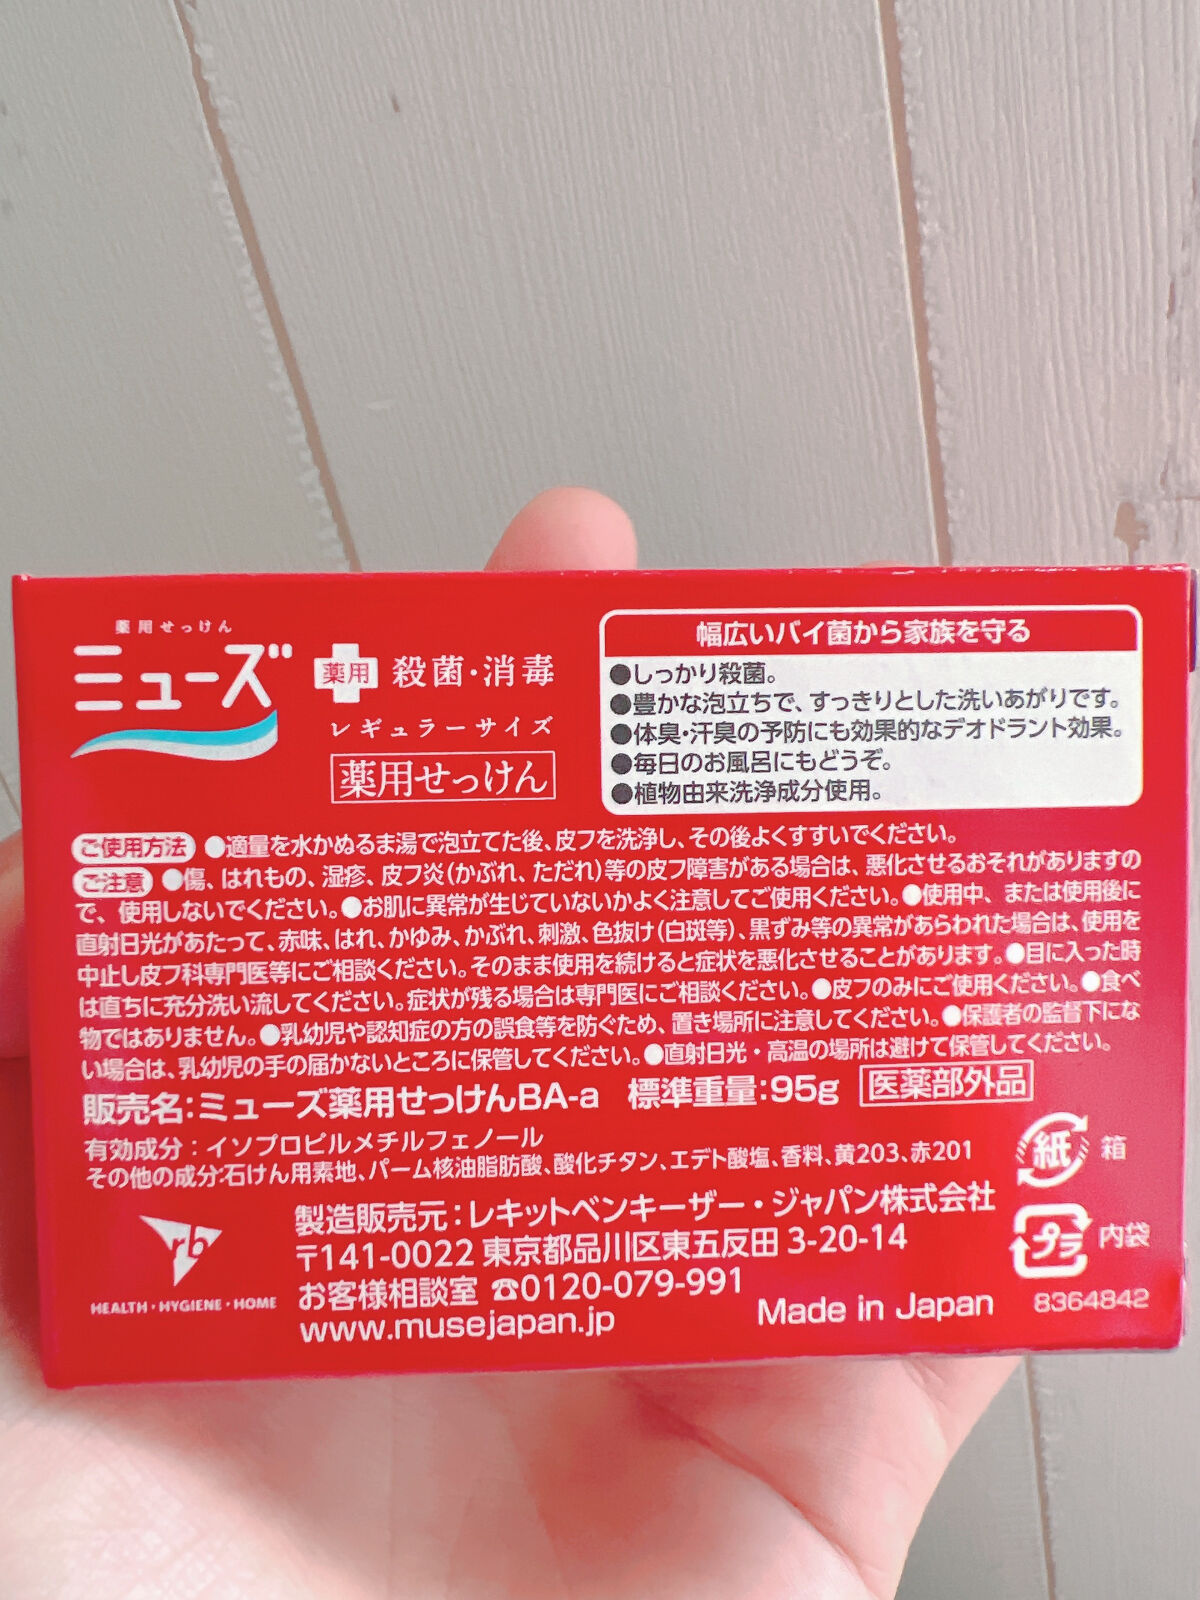 薬用せっけん
ミューズ
薬用 殺菌・消毒
レギュラーサイズ
薬用せっけん
幅広いバイ菌から家族を守る
●しっかり殺菌。
●豊かな泡立ちで、すっきりとした洗いあがりです。
●体臭・汗臭の予防にも効果的なデオドラント効果。
●毎日のお風呂にもどうぞ。
●植物由来洗浄成分使用。
ご使用方法 ●適量を水かぬるま湯で泡立てた後、皮フを洗浄し、その後よくすすいでください。
ご注意 ●傷、はれもの、湿疹、皮フ炎(かぶれ、ただれ)等の皮フ障害がある場合は、悪化させるおそれがありますの
で、使用しないでください。●お肌に異常が生じていないかよく注意してご使用ください。●使用中、または使用後に
直射日光があたって、赤味、はれ、かゆみ、かぶれ、刺激、色抜け(白斑等)、黒ずみ等の異常があらわれた場合は、使用を
中止し皮フ科専門医等にご相談ください。そのまま使用を続けると症状を悪化させることがあります。●目に入った時
は直ちに充分洗い流してください。症状が残る場合は専門医にご相談ください。●皮フのみにご使用ください。●食べ
物ではありません。●乳幼児や認知症の方の誤食等を防ぐため、置き場所に注意してください。●保護者の監督下にな
い場合は、乳幼児の手の届かないところに保管してください。●直射日光・高温の場所は避けて保管してください。
販売名:ミューズ薬用せっけんBA-a 標準重量:95g 医薬部外品
有効成分:イソプロピルメチルフェノール
その他の成分:石けん用素地、パーム核油脂肪酸、酸化チタン、エデト酸塩、香料、黄203、赤201
紙 箱
プラ 内袋
rb
HEALTH・HYGIENE・HOME
製造販売元:レキットベンキーザー・ジャパン株式会社
〒141-0022 東京都品川区東五反田 3-20-14
お客様相談室 ☎0120-079-991
www.musejapan.jp
Made in Japan
8364842